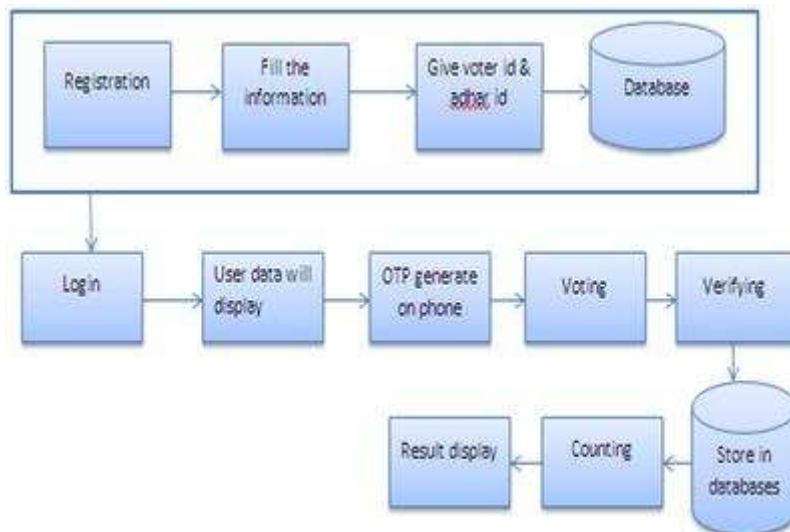 Registration
Fill the
information
Give voter id &
adhar id
Database
Login
User data will
display
OTP generate
on phone
Voting
Verifying
Result display
Counting
Store in
databases